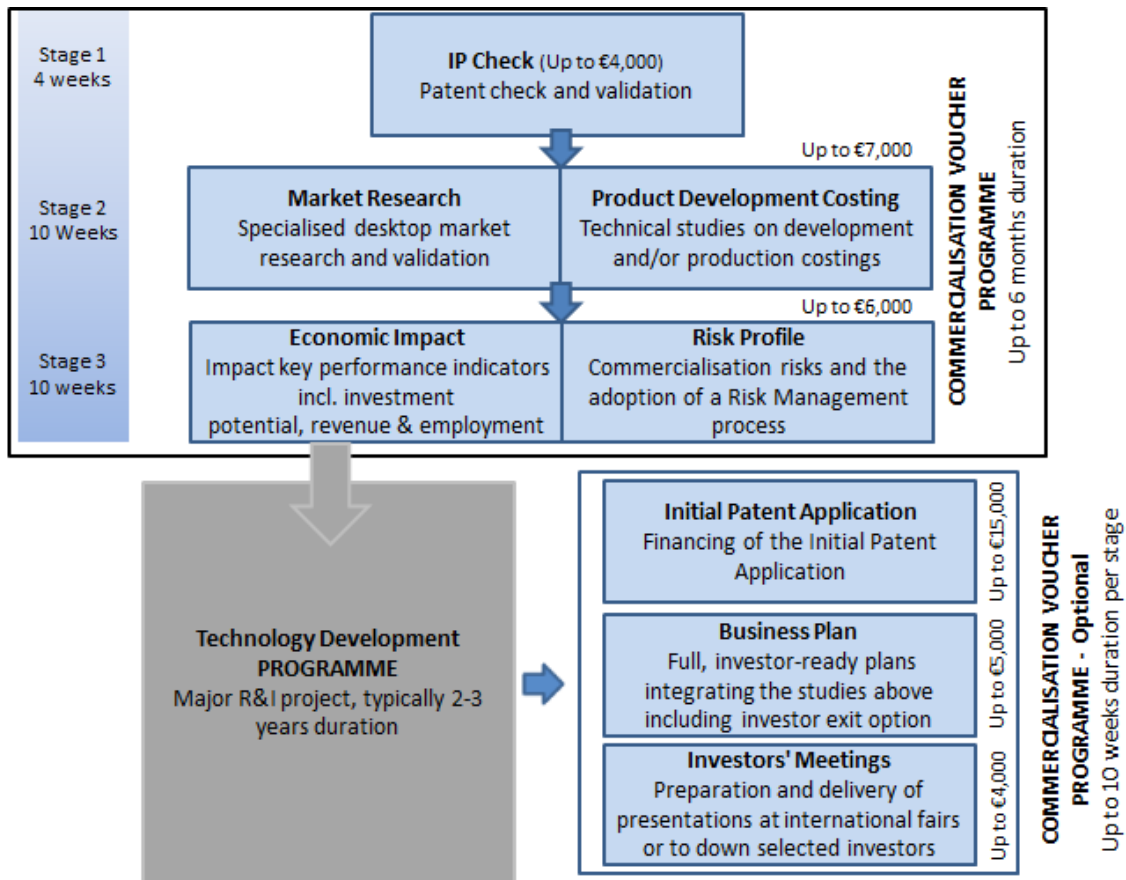 Stage 1
4 weeks
IP Check (Up to €4,000)
Patent check and validation
Up to €7,000
Stage 2
10 Weeks
Market Research
Specialised desktop market
research and validation
Product Development Costing
Technical studies on development
and/or production costings
Up to €6,000
Stage 3
10 weeks
Economic Impact
Impact key performance indicators
incl. investment
potential, revenue & employment
Risk Profile
Commercialisation risks and the
adoption of a Risk Management
process
COMMERCIALISATION VOUCHER
PROGRAMME
Up to 6 months duration
Technology Development
PROGRAMME
Major R&I project, typically 2-3
years duration
Initial Patent Application
Financing of the Initial Patent
Application
Up to €15,000
Business Plan
Full, investor-ready plans
integrating the studies above
including investor exit option
Up to €5,000
Investors' Meetings
Preparation and delivery of
presentations at international fairs
or to down selected investors
Up to €4,000
COMMERCIALISATION VOUCHER
PROGRAMME - Optional
Up to 10 weeks duration per stage